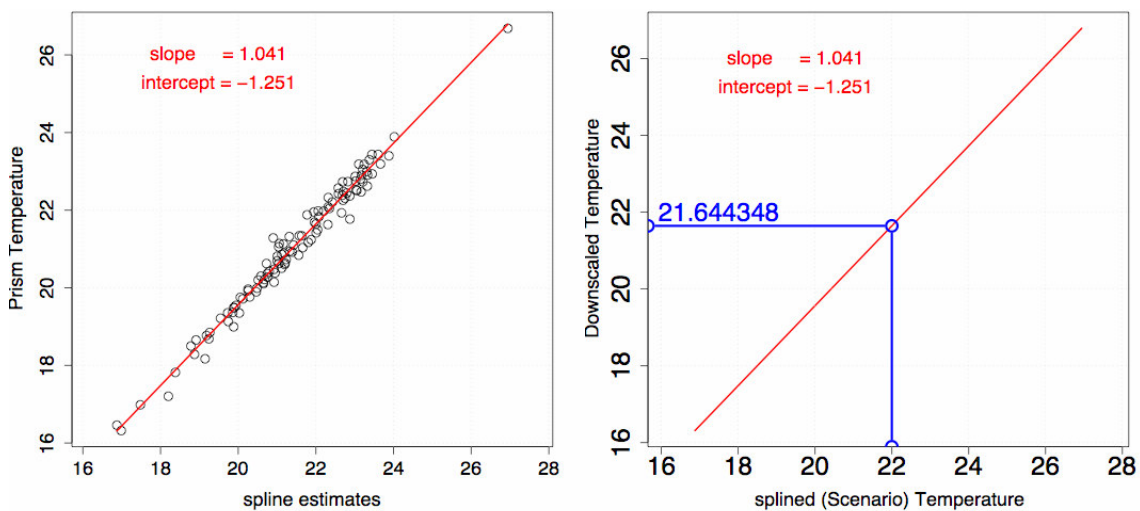 slope = 1.041
intercept = −1.251
Prism Temperature
26
24
22
20
18
16
16 18 20 22 24 26 28
spline estimates
slope = 1.041
intercept = −1.251
21.644348
Downscaled Temperature
26
24
22
20
18
16
16 18 20 22 24 26 28
splined (Scenario) Temperature